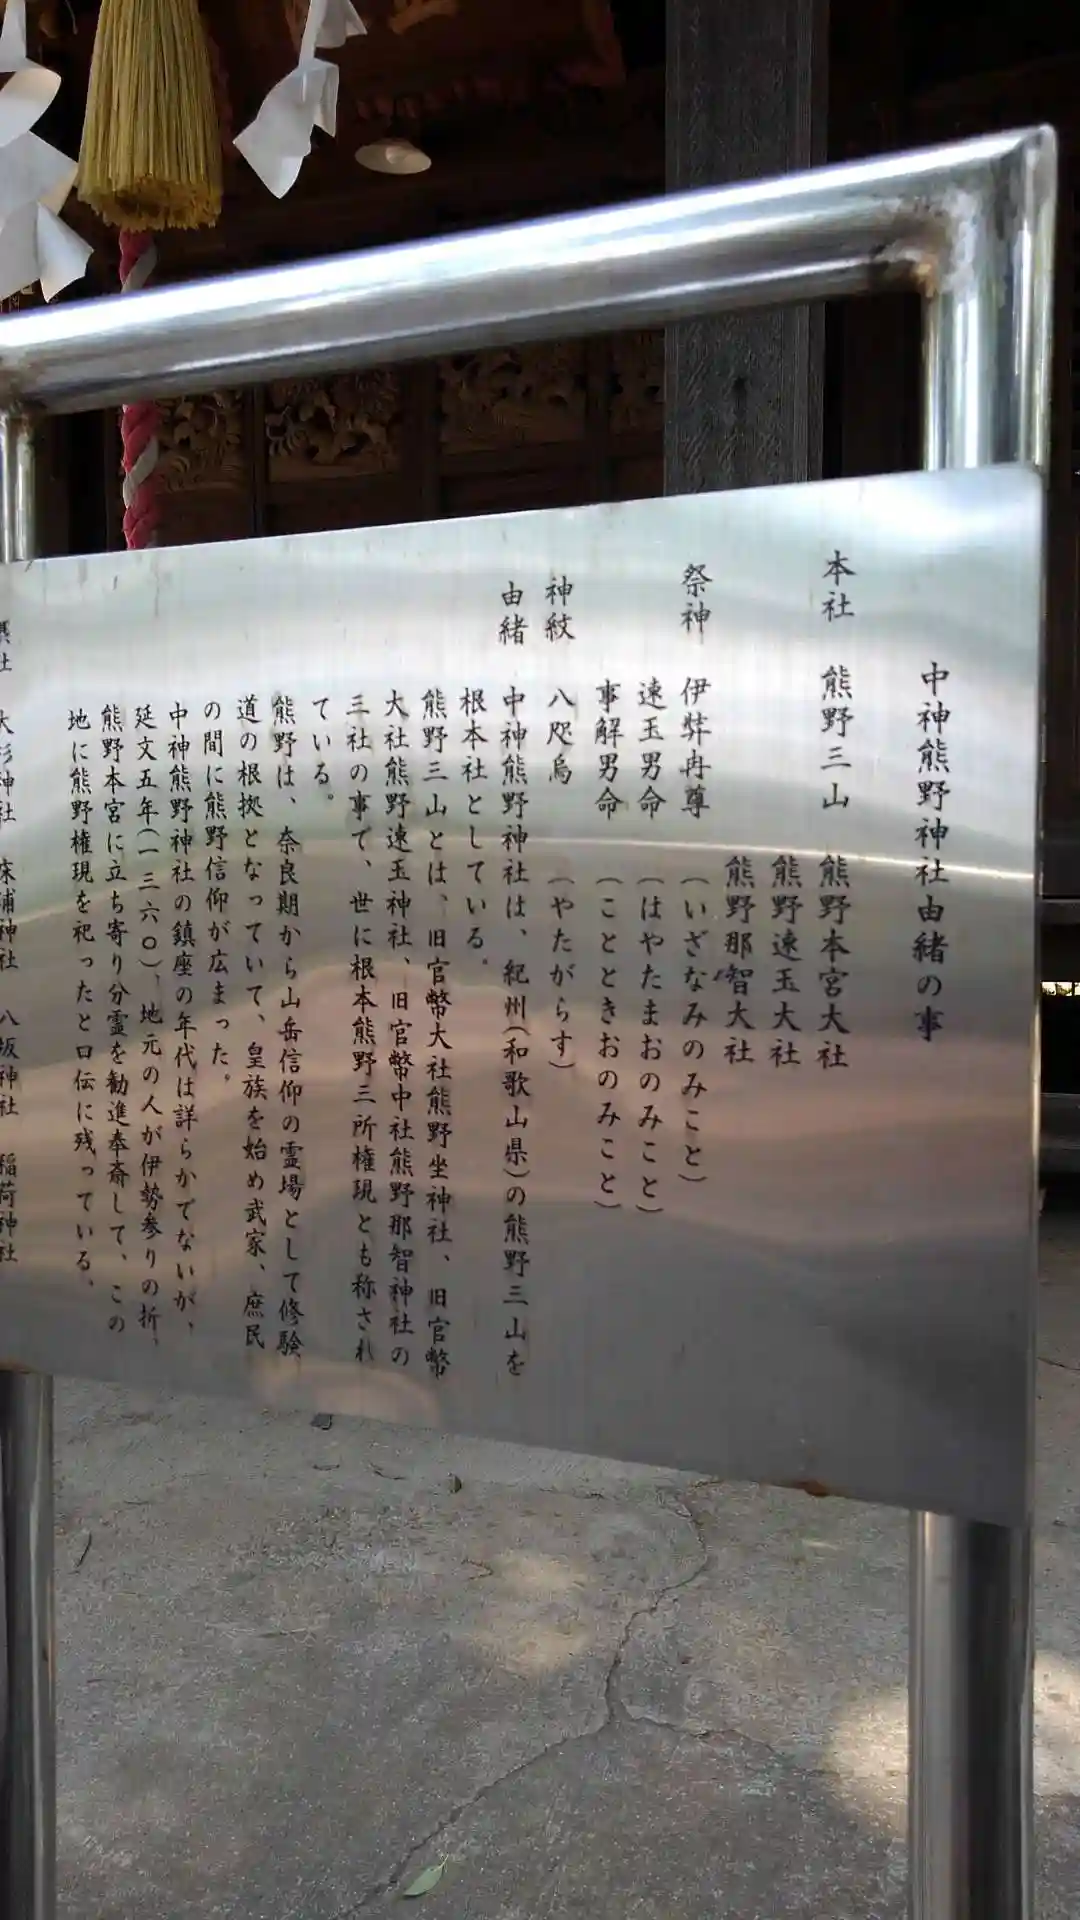 中神熊野神社由緒の事
本社 熊野三山 熊野本宮大社
熊野速玉大社
熊野那智大社
祭神 伊弉冉尊 (いざなみのみこと)
速玉男命 (はやたまおのみこと)
事解男命 (ことときおのみこと)
神紋 八咫烏 (やたがらす)
由緒 中神熊野神社は、紀州(和歌山県)の熊野三山を
根本社としている。
熊野三山とは、旧官幣大社熊野坐神社、旧官幣
大社熊野速玉神社、旧官幣中社熊野那智神社の
三社の事で、世に根本熊野三所権現とも称され
ている。
熊野は、奈良期から山岳信仰の霊場として修験
道の根拠となっていて、皇族を始め武家、庶民
の間に熊野信仰が広まった。
中神熊野神社の鎮座の年代は詳らかでないが、
延文五年(一三六〇)、地元の人が伊勢参りの折、
熊野本宮に立ち寄り分霊を勧進奉斎して、この
地に熊野権現を祀ったと口伝に残っている、
大杉神社 床浦神社 八坂神社 稲荷神社